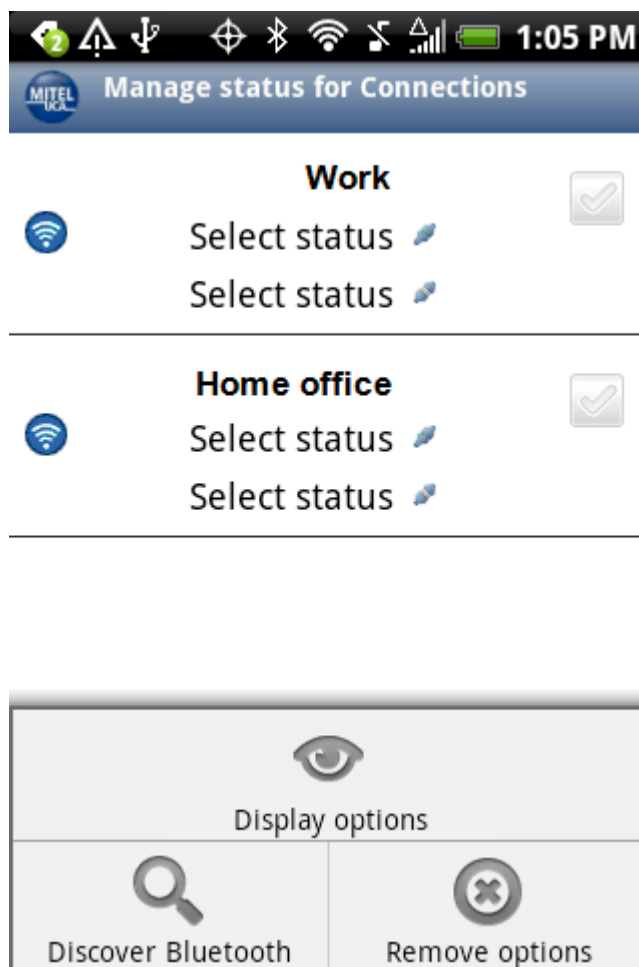 2
1:05 PM
MITEL
UCA
Manage status for Connections
Work
Select status
Select status
Home office
Select status
Select status
Display options
Discover Bluetooth
Remove options